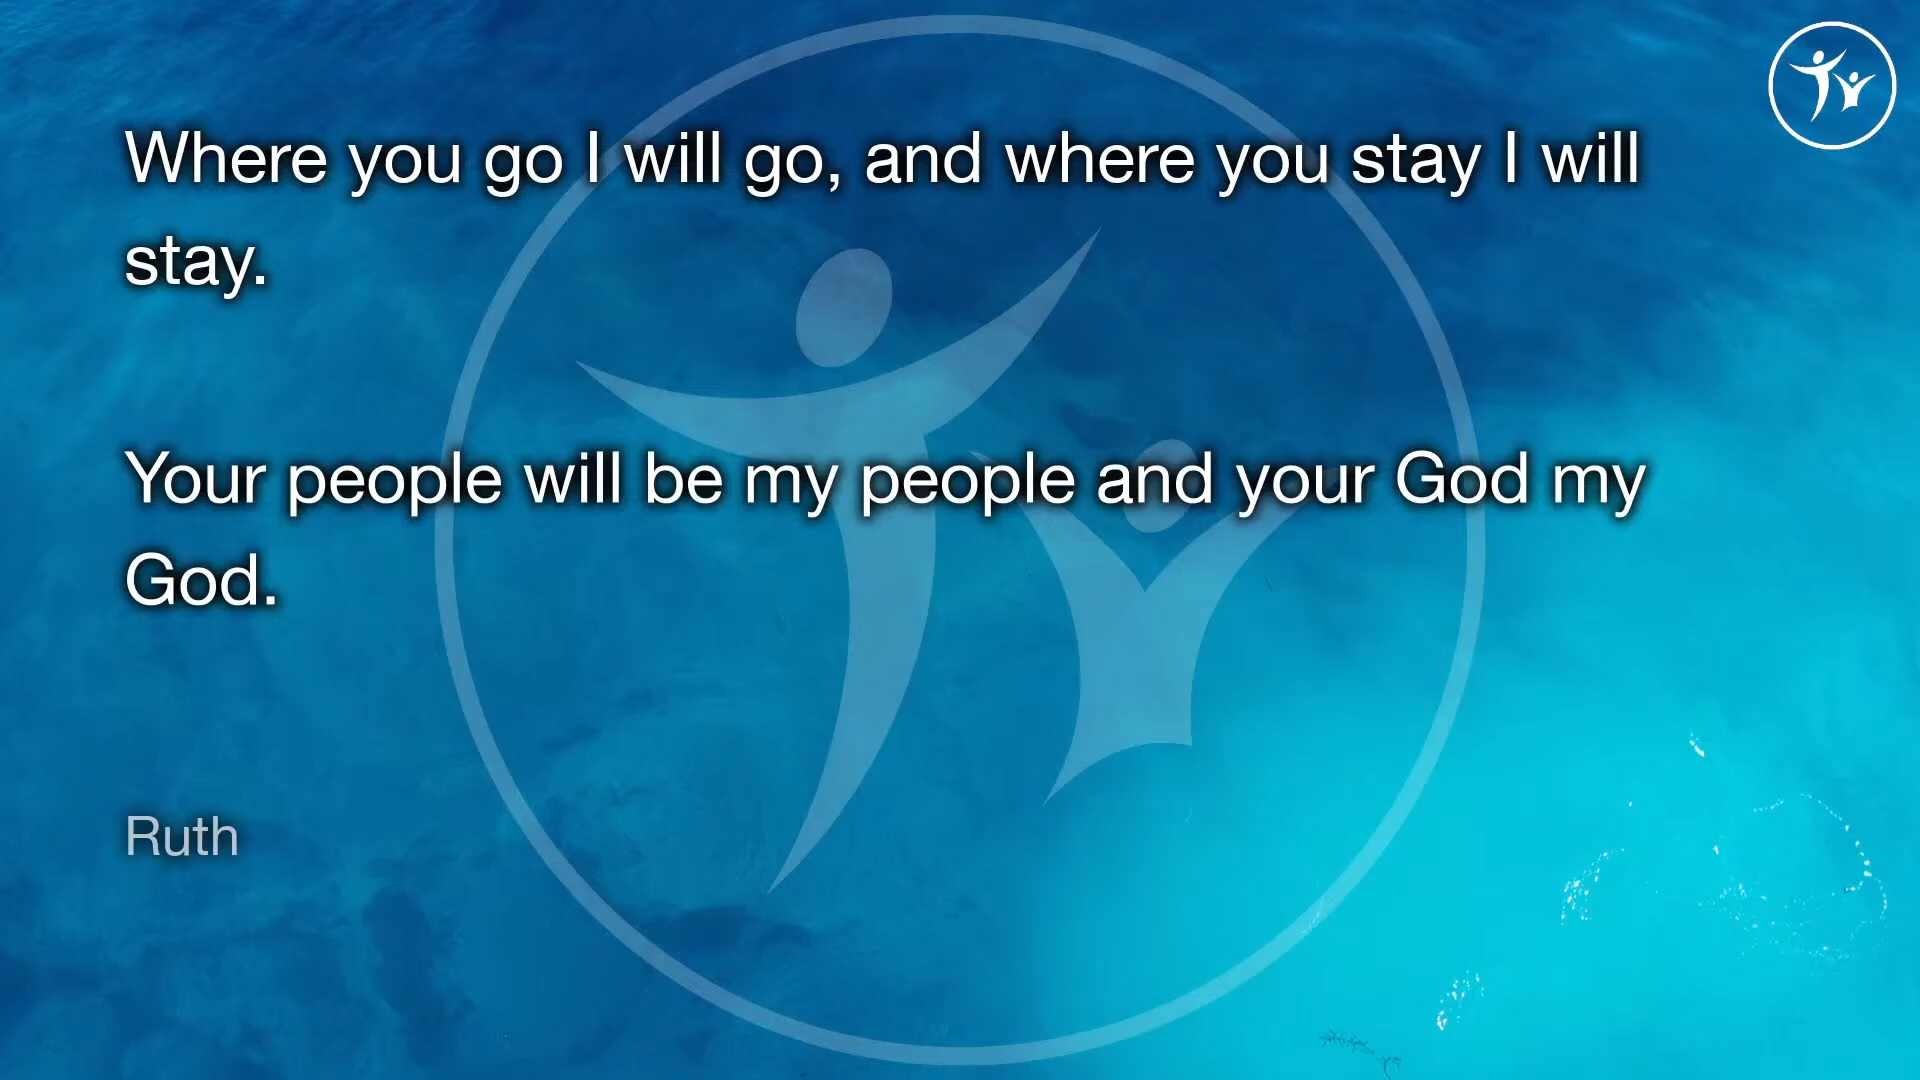 Where you go I will go, and where you stay I will
stay.
Your people will be my people and your God my
God.
Ruth